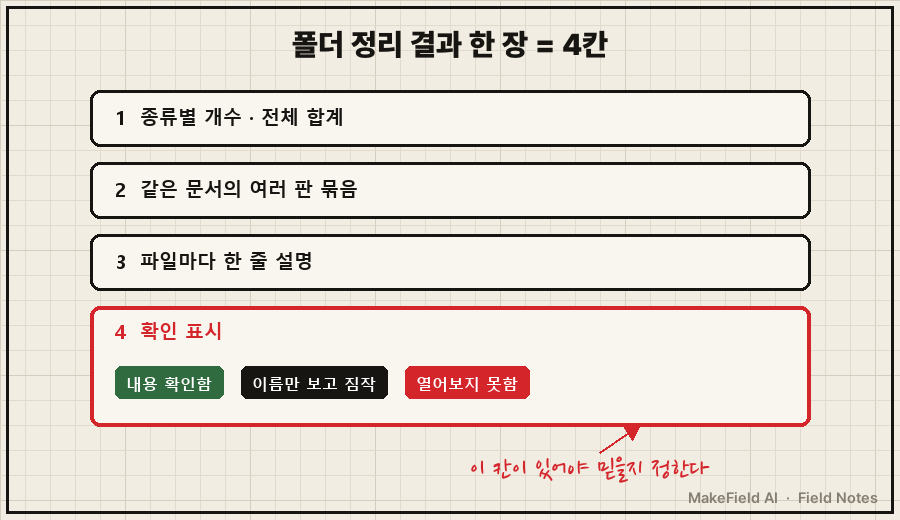 폴더 정리 결과 한 장 = 4칸
1 종류별 개수 · 전체 합계
2 같은 문서의 여러 판 묶음
3 파일마다 한 줄 설명
4 확인 표시
내용 확인함 이름만 보고 짐작 열어보지 못함
이 칸이 있어야 믿을지 정한다
MakeField AI · Field Notes